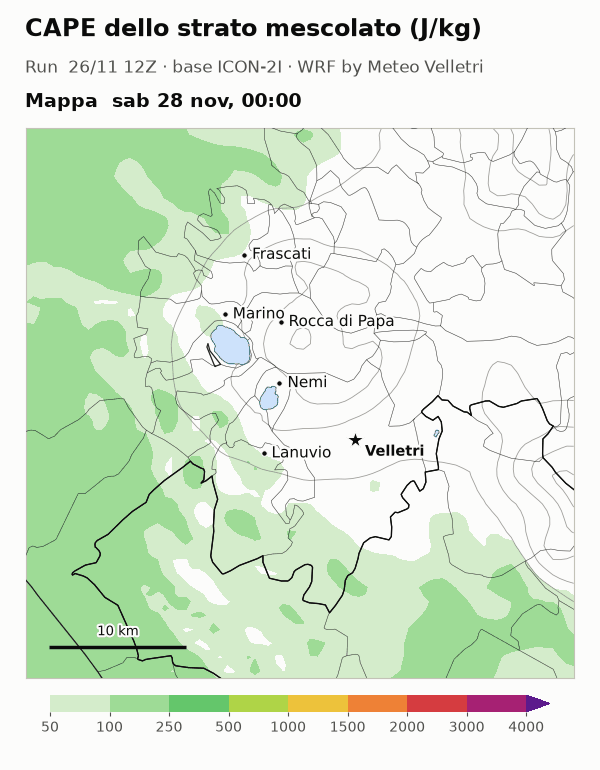 CAPE dello strato mescolato (J/kg)
Run  26/11 12Z · base ICON-2I · WRF by Meteo Velletri
Mappa  sab 28 nov, 00:00
Frascati
Marino
Rocca di Papa
Nemi
Velletri
Lanuvio
10 km
50 100 250 500 1000 1500 2000 3000 4000